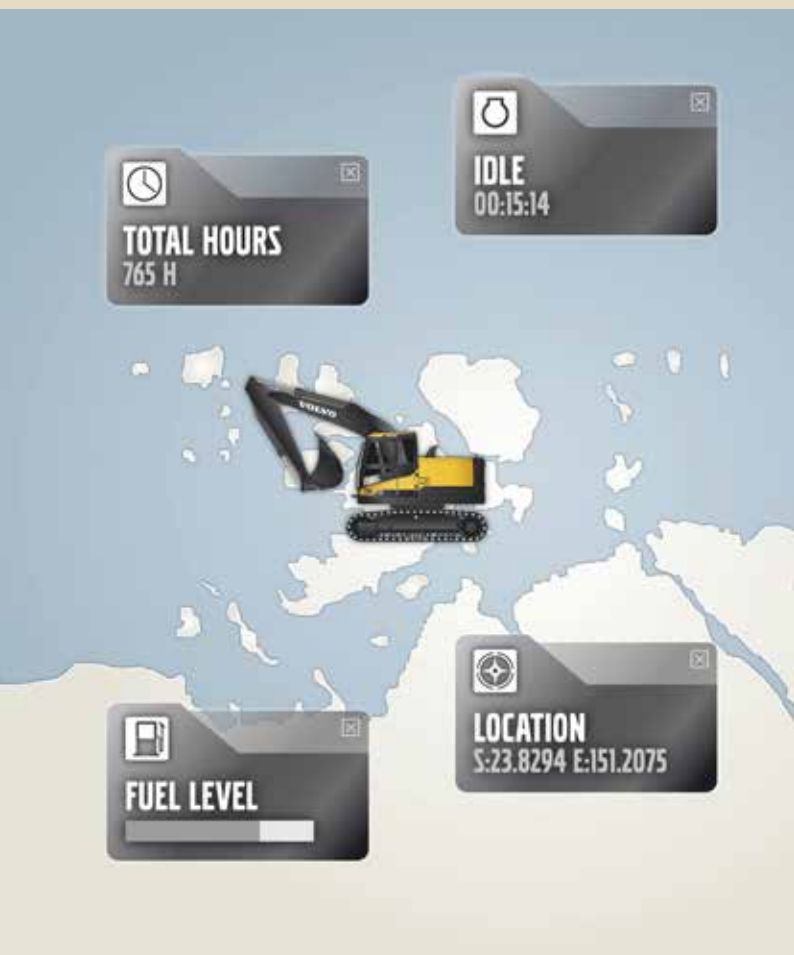 IDLE
00:15:14
TOTAL HOURS
765 H
VOLVO
LOCATION
S:23.8294 E:151.2075
FUEL LEVEL